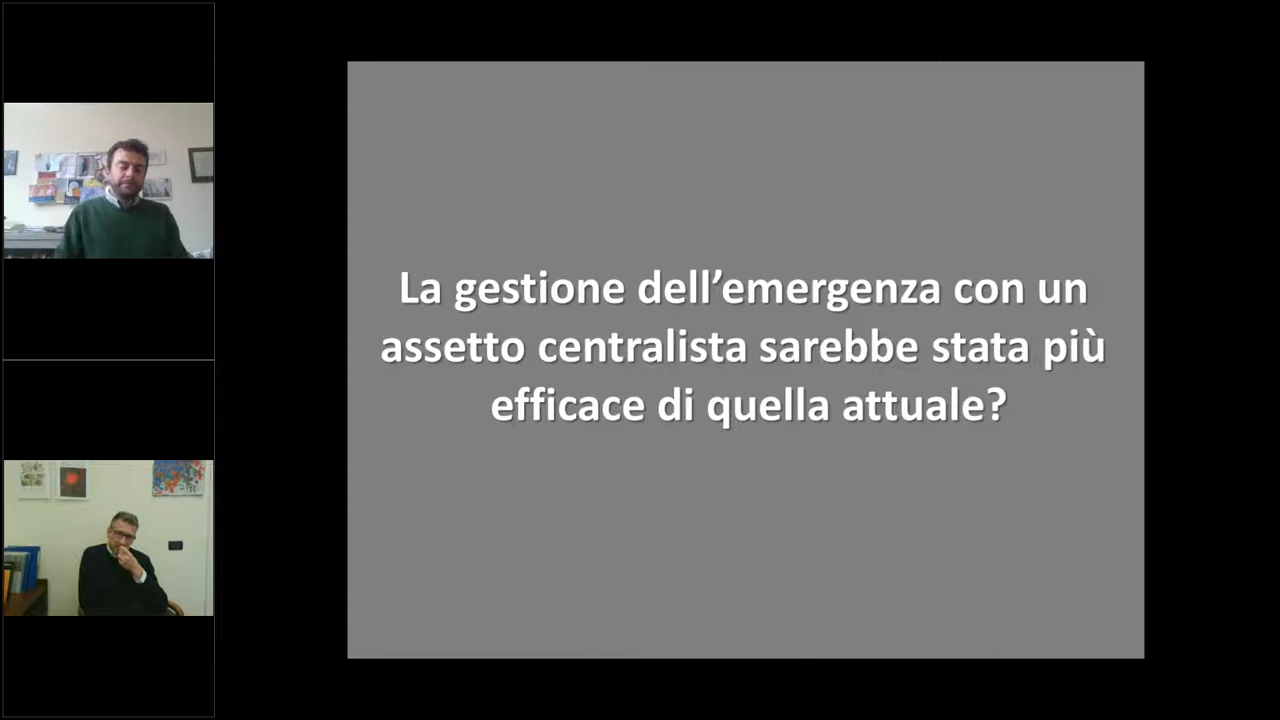 La gestione dell’emergenza con un
assetto centralista sarebbe stata più
efficace di quella attuale?